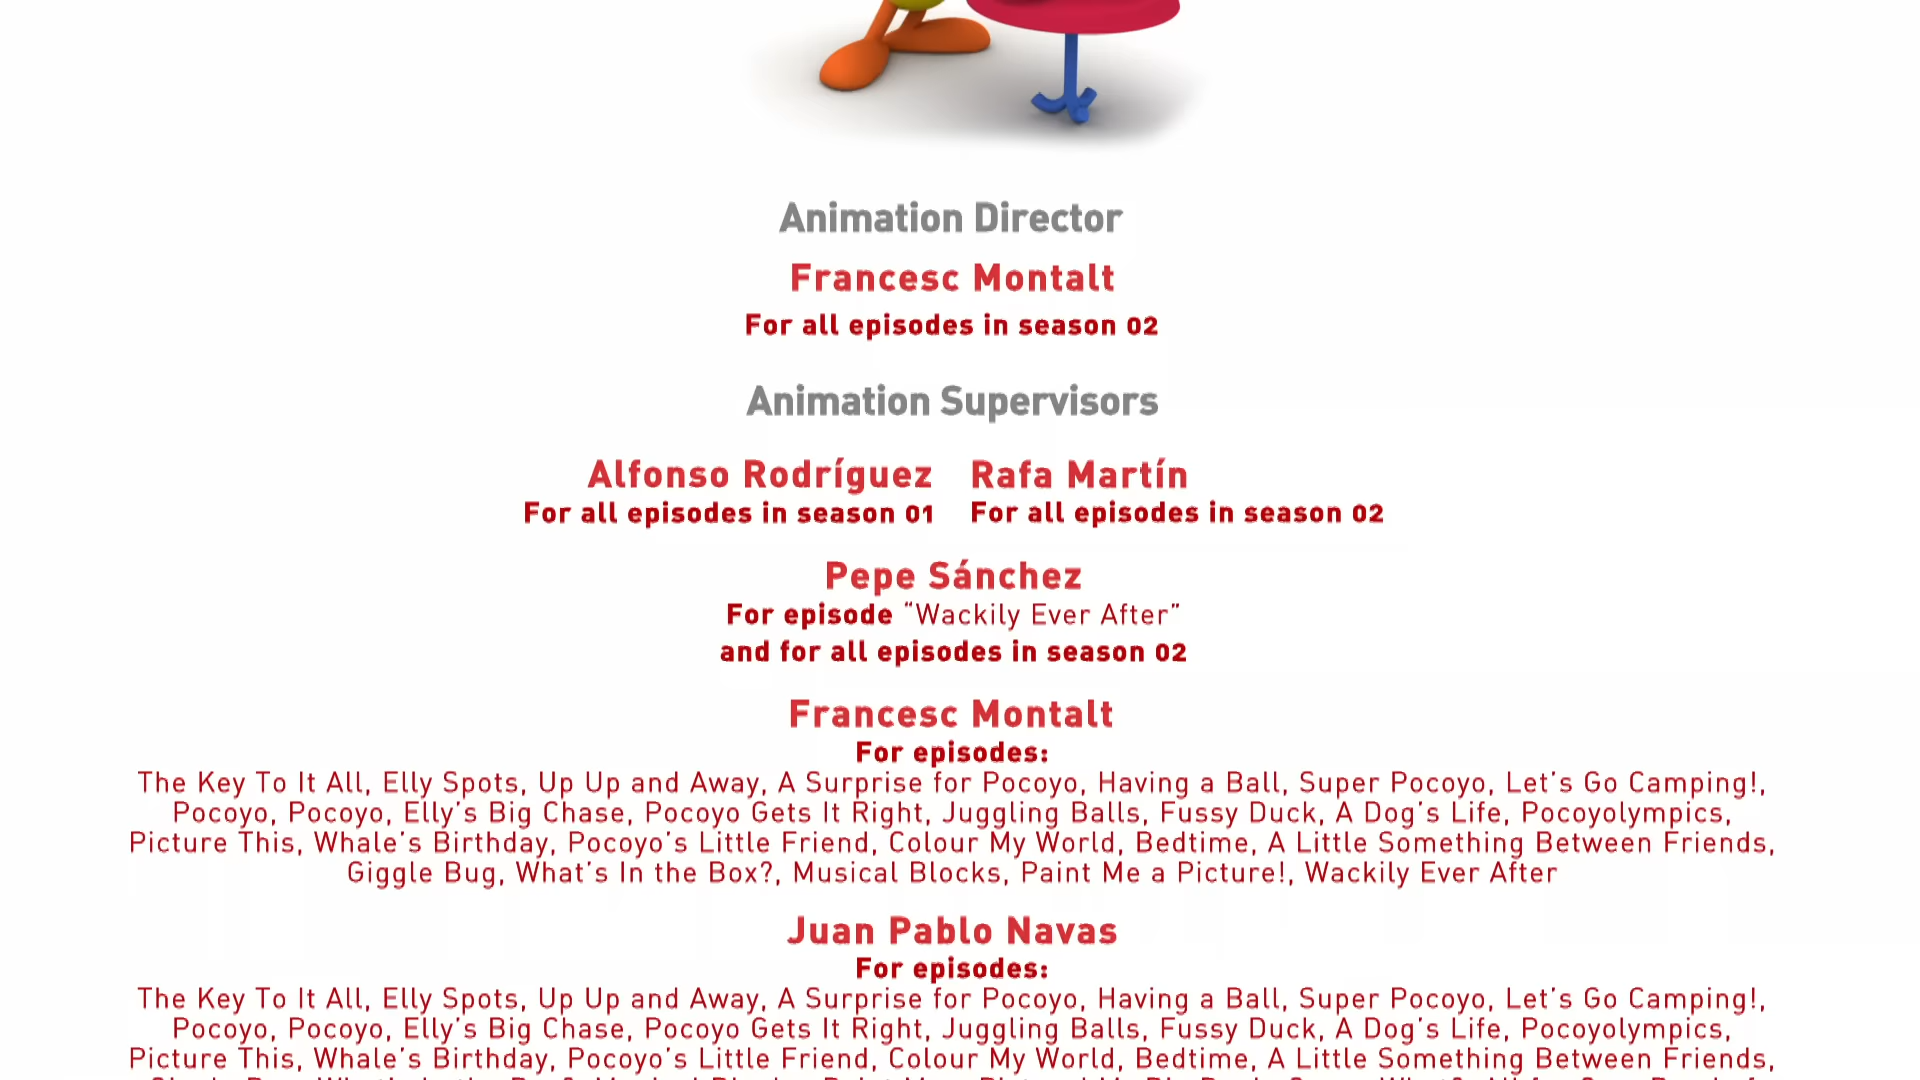 Animation Director
Francesc Montalt
For all episodes in season 02
Animation Supervisors
Alfonso Rodríguez Rafa Martín
For all episodes in season 01 For all episodes in season 02
Pepe Sánchez
For episode “Wackily Ever After”
and for all episodes in season 02
Francesc Montalt
For episodes:
The Key To It All, Elly Spots, Up Up and Away, A Surprise for Pocoyo, Having a Ball, Super Pocoyo, Let's Go Camping!,
Pocoyo, Pocoyo, Elly's Big Chase, Pocoyo Gets It Right, Juggling Balls, Fussy Duck, A Dog's Life, Pocoyolympics,
Picture This, Whale's Birthday, Pocoyo's Little Friend, Colour My World, Bedtime, A Little Something Between Friends,
Giggle Bug, What's In the Box?, Musical Blocks, Paint Me a Picture!, Wackily Ever After
Juan Pablo Navas
For episodes:
The Key To It All, Elly Spots, Up Up and Away, A Surprise for Pocoyo, Having a Ball, Super Pocoyo, Let's Go Camping!,
Pocoyo, Pocoyo, Elly's Big Chase, Pocoyo Gets It Right, Juggling Balls, Fussy Duck, A Dog's Life, Pocoyolympics,
Picture This, Whale's Birthday, Pocoyo's Little Friend, Colour My World, Bedtime, A Little Something Between Friends,